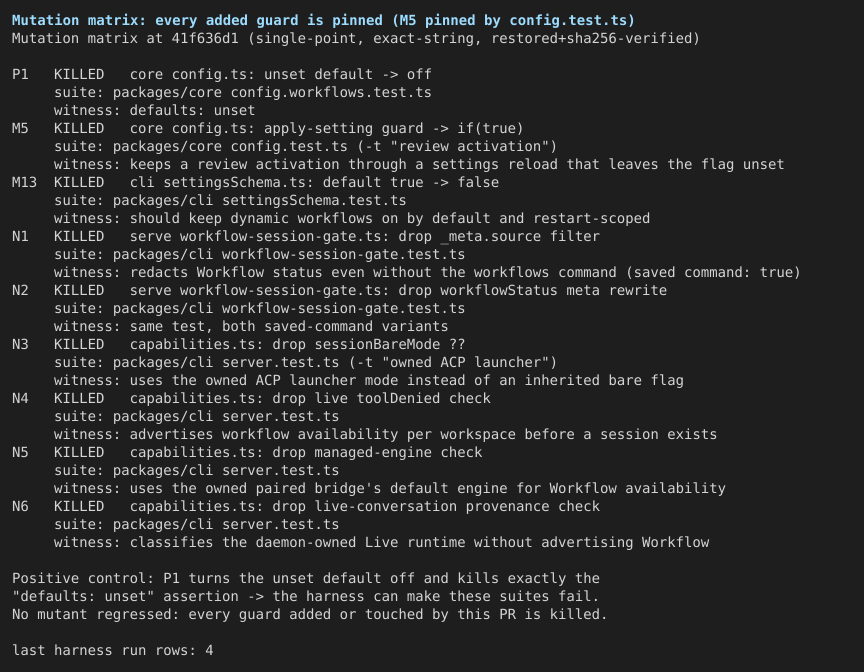 Mutation matrix: every added guard is pinned (M5 pinned by config.test.ts)
Mutation matrix at 41f636d1 (single-point, exact-string, restored+sha256-verified)
P1 KILLED core config.ts: unset default -> off
suite: packages/core config.workflows.test.ts
witness: defaults: unset
M5 KILLED core config.ts: apply-setting guard -> if(true)
suite: packages/core config.test.ts (-t "review activation")
witness: keeps a review activation through a settings reload that leaves the flag unset
M13 KILLED cli settingsSchema.ts: default true -> false
suite: packages/cli settingsSchema.test.ts
witness: should keep dynamic workflows on by default and restart-scoped
N1 KILLED serve workflow-session-gate.ts: drop _meta.source filter
suite: packages/cli workflow-session-gate.test.ts
witness: redacts Workflow status even without the workflows command (saved command: true)
N2 KILLED serve workflow-session-gate.ts: drop workflowStatus meta rewrite
suite: packages/cli workflow-session-gate.test.ts
witness: same test, both saved-command variants
N3 KILLED capabilities.ts: drop sessionBareMode ??
suite: packages/cli server.test.ts (-t "owned ACP launcher")
witness: uses the owned ACP launcher mode instead of an inherited bare flag
N4 KILLED capabilities.ts: drop live toolDenied check
suite: packages/cli server.test.ts
witness: advertises workflow availability per workspace before a session exists
N5 KILLED capabilities.ts: drop managed-engine check
suite: packages/cli server.test.ts
witness: uses the owned paired bridge's default engine for Workflow availability
N6 KILLED capabilities.ts: drop live-conversation provenance check
suite: packages/cli server.test.ts
witness: classifies the daemon-owned Live runtime without advertising Workflow
Positive control: P1 turns the unset default off and kills exactly the
"defaults: unset" assertion -> the harness can make these suites fail.
No mutant regressed: every guard added or touched by this PR is killed.
last harness run rows: 4